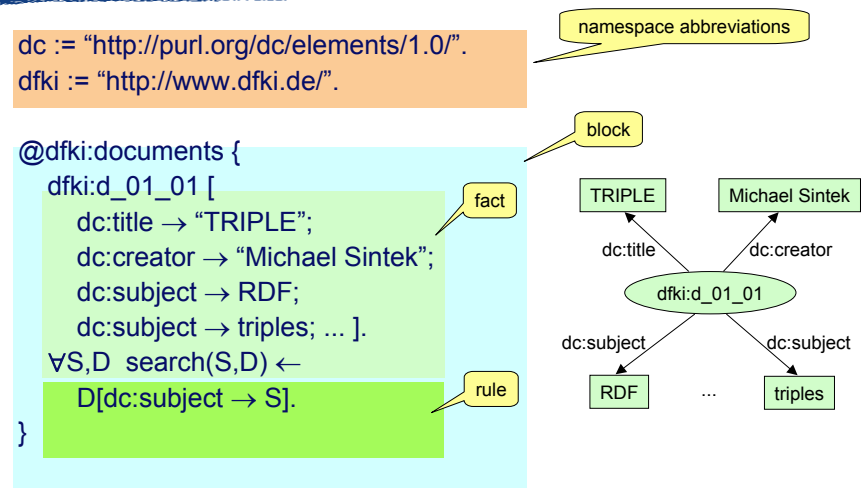 namespace abbreviations
dc := “http://purl.org/dc/elements/1.0/”.
dfki := “http://www.dfki.de/”.
block
@dfki:documents {
dfki:d_01_01 [
fact
dc:title → “TRIPLE”;
dc:creator → “Michael Sintek”;
dc:subject → RDF;
dc:subject → triples; ... ].
∀S,D search(S,D) ←
rule
D[dc:subject → S].
}
TRIPLE
Michael Sintek
dc:title
dc:creator
dfki:d_01_01
dc:subject
dc:subject
RDF
...
triples